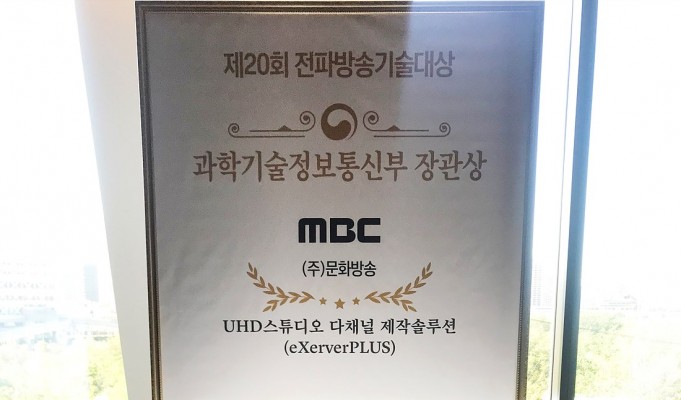 제20회 전파방송기술대상
과학기술정보통신부 장관상
MBC
(주)문화방송
UHD스튜디오 다채널 제작솔루션
(eXerverPLUS)